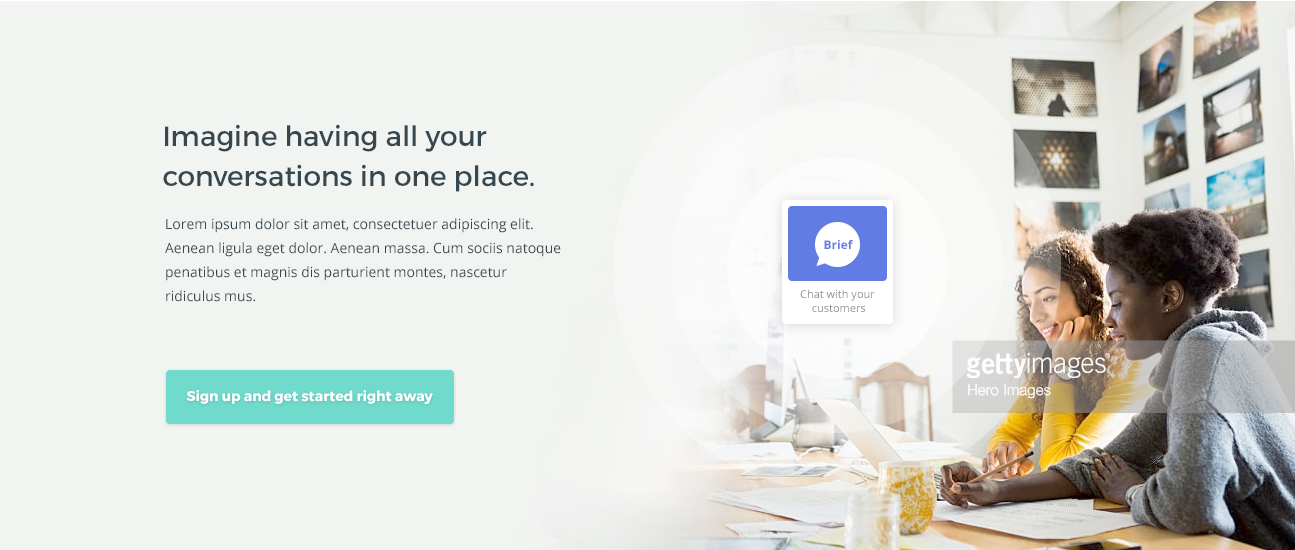 Imagine having all your
conversations in one place.
Lorem ipsum dolor sit amet, consectetuer adipiscing elit.
Aenean ligula eget dolor. Aenean massa. Cum sociis natoque
penatibus et magnis dis parturient montes, nascetur
ridiculus mus.
Sign up and get started right away
Brief
Chat with your
customers
gettyimages®
Hero Images